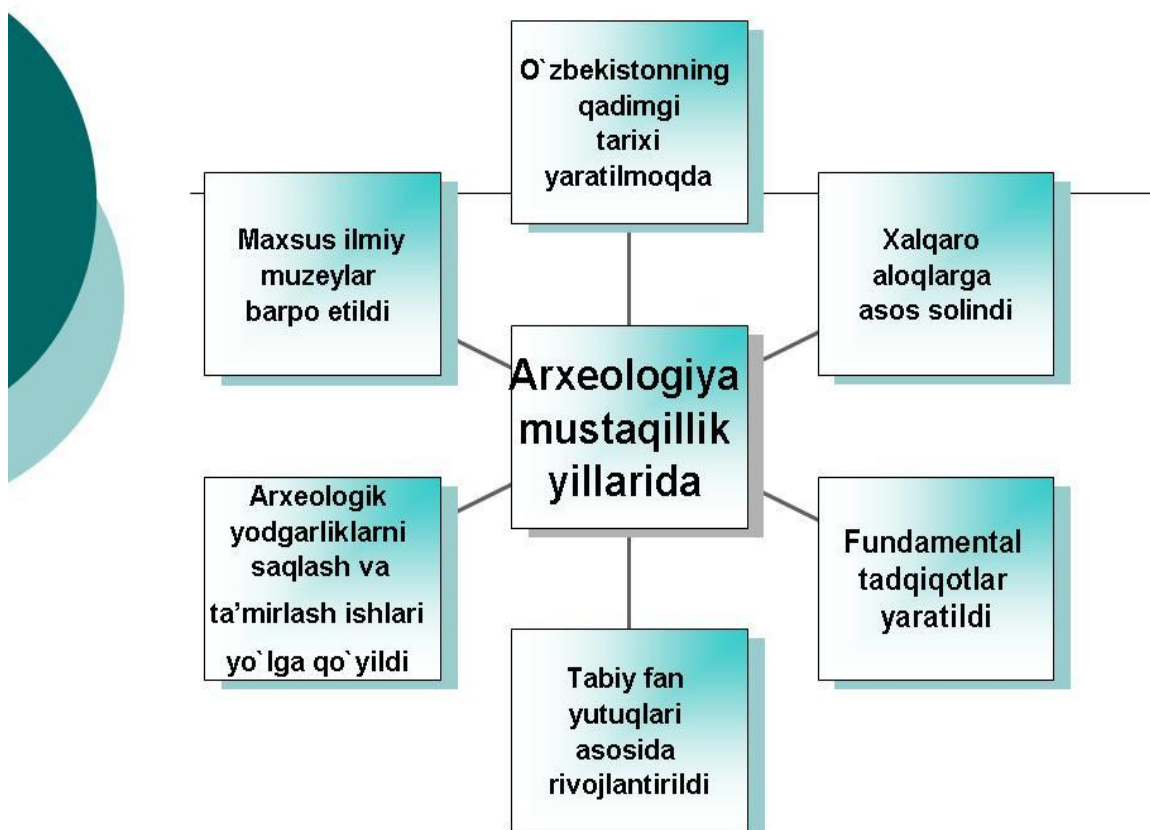 O`zbekistonning
qadimgi
tarixi
yaratilmoqda
Maxsus ilmiy
muzeylar
barpo etildi
Xalqaro
aloqlarga
asos solindi
Arxeologiya
mustaqillik
yillarida
Arxeologik
yodgarliklarni
saqlash va
ta’mirlash ishlari
yo`lga qo`yildi
Fundamental
tadqiqotlar
yaratildi
Tabiy fan
yutuqlari
asosida
rivojlantirildi